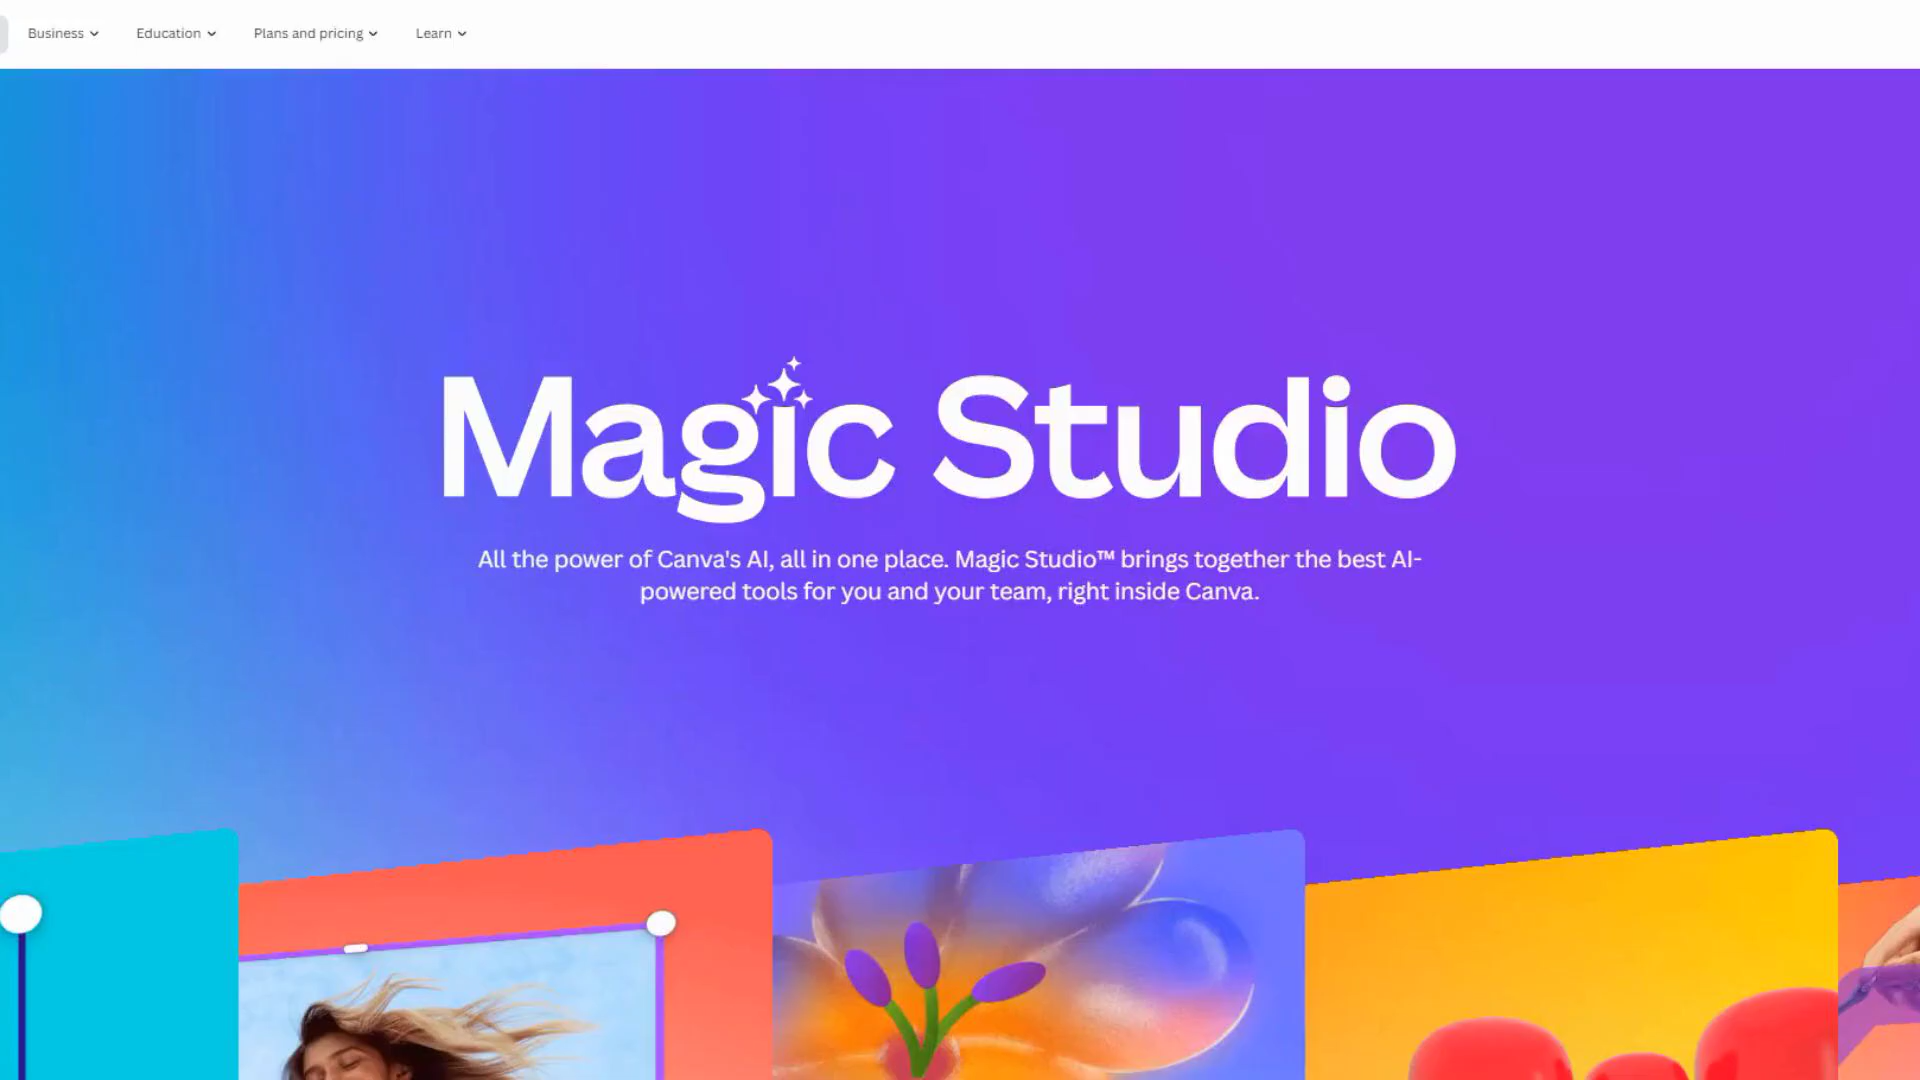 Business
Education
Plans and pricing
Learn
Magic Studio
All the power of Canva's AI, all in one place. Magic Studio™ brings together the best AI-
powered tools for you and your team, right inside Canva.